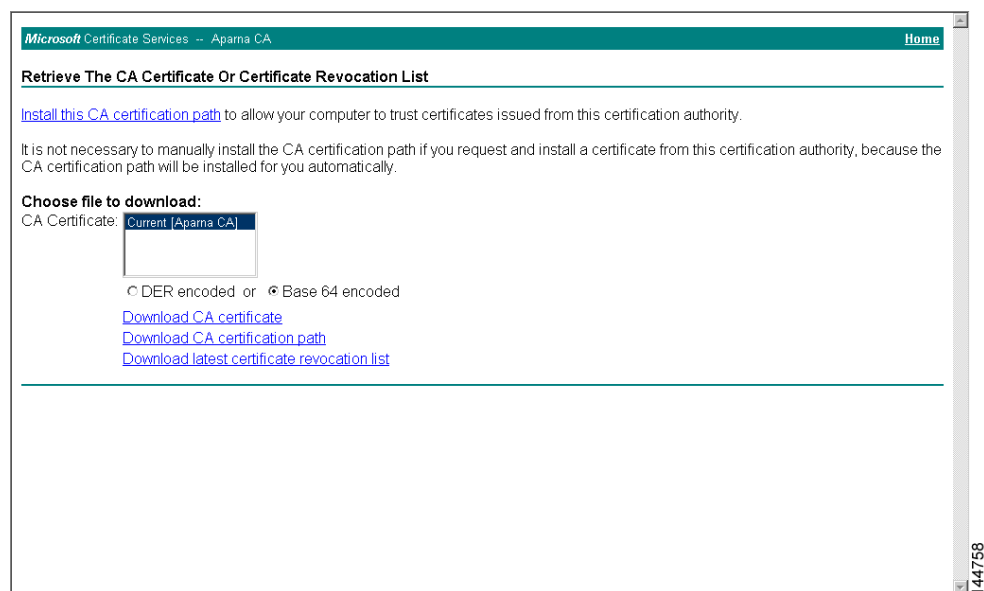 Microsoft Certificate Services -- Aparna CA Home
Retrieve The CA Certificate Or Certificate Revocation List
Install this CA certification path to allow your computer to trust certificates issued from this certification authority.
It is not necessary to manually install the CA certification path if you request and install a certificate from this certification authority, because the
CA certification path will be installed for you automatically.
Choose file to download:
CA Certificate: Current [Aparna CA]
DER encoded or Base 64 encoded
Download CA certificate
Download CA certification path
Download latest certificate revocation list
144758